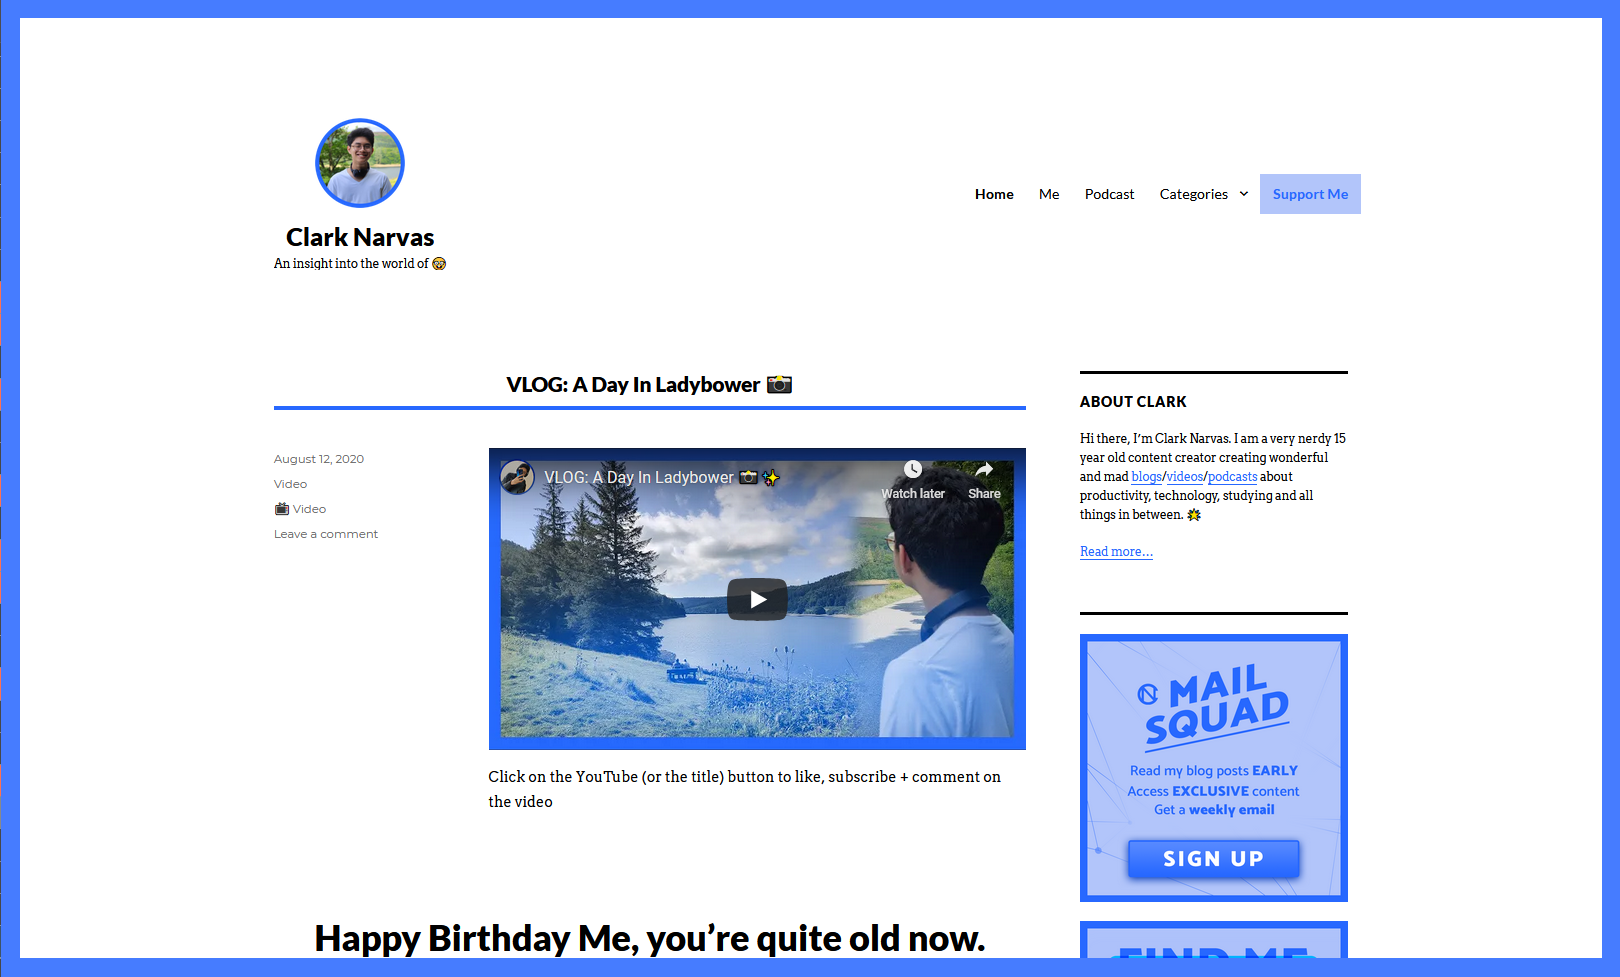 Clark Narvas
An insight into the world of 🤓
Home
Me
Podcast
Categories
Support Me
VLOG: A Day In Ladybower 📸
August 12, 2020
Video
📺 Video
Leave a comment
VLOG: A Day In Ladybower 📸 ✨
Watch later
Share
Click on the YouTube (or the title) button to like, subscribe + comment on
the video
Happy Birthday Me, you’re quite old now.
ABOUT CLARK
Hi there, I’m Clark Narvas. I am a very nerdy 15
year old content creator creating wonderful
and mad blogs/videos/podcasts about
productivity, technology, studying and all
things in between. 🌟
Read more…
MAIL
SQUAD
Read my blog posts EARLY
Access EXCLUSIVE content
Get a weekly email
SIGN UP
FIND ME